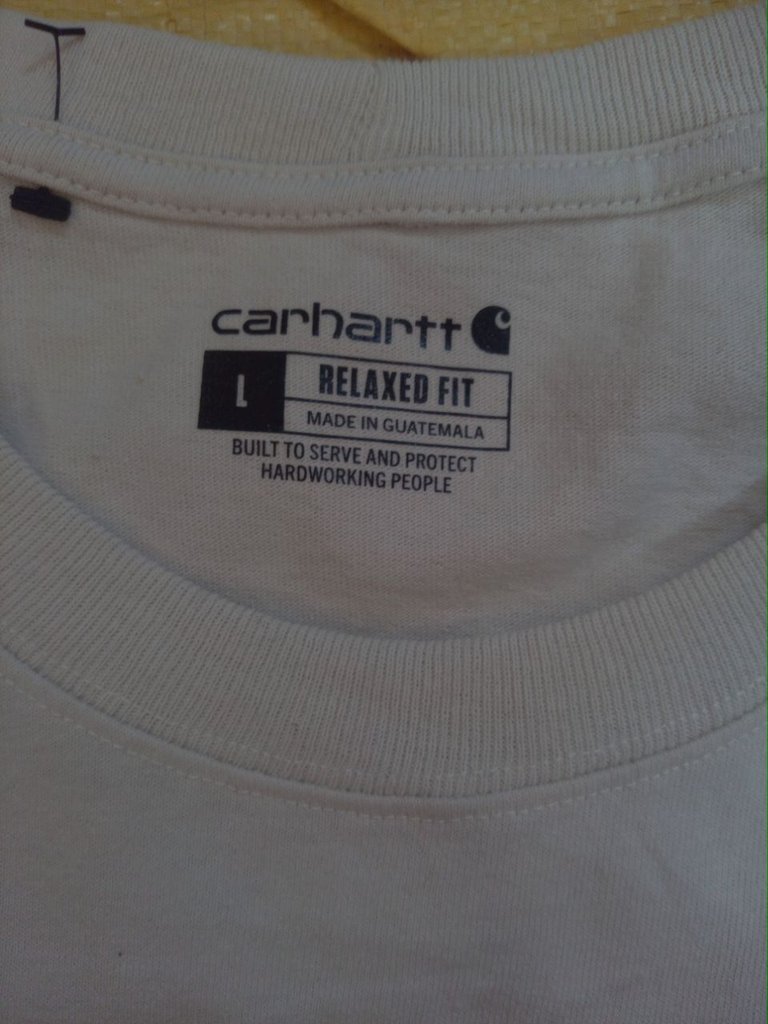 carhartt
L RELAXED FIT
MADE IN GUATEMALA
BUILT TO SERVE AND PROTECT
HARDWORKING PEOPLE